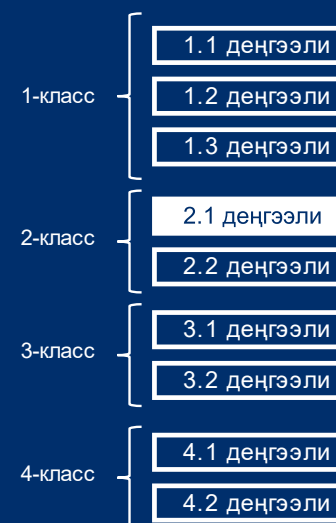 1-класс
1.1 деңгээли
1.2 деңгээли
1.3 деңгээли
2-класс
2.1 деңгээли
2.2 деңгээли
3-класс
3.1 деңгээли
3.2 деңгээли
4-класс
4.1 деңгээли
4.2 деңгээли